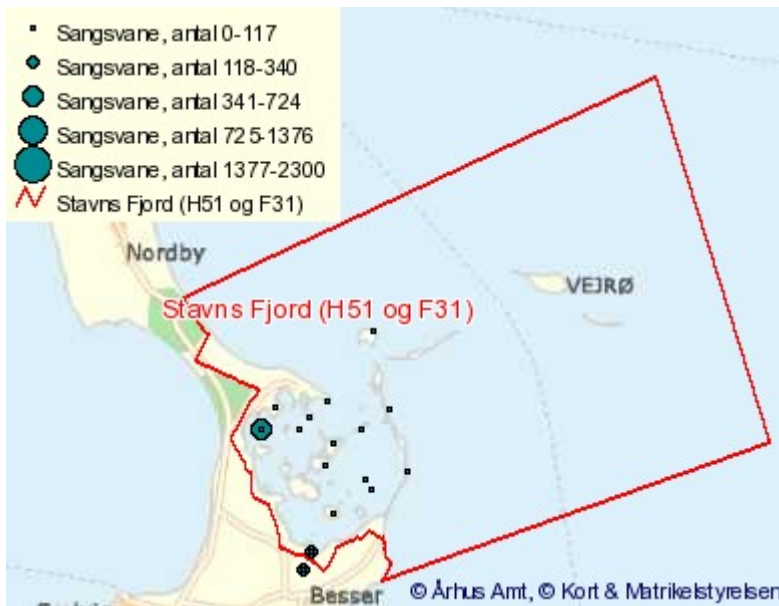 Sangsvane, antal 0-117
Sangsvane, antal 118-340
Sangsvane, antal 341-724
Sangsvane, antal 725-1376
Sangsvane, antal 1377-2300
Stavns Fjord (H51 og F31)
Nordby
VEJRØ
Stavns Fjord (H51 og F31)
Besser
© Århus Amt, © Kort & Matrikelstyrelsen